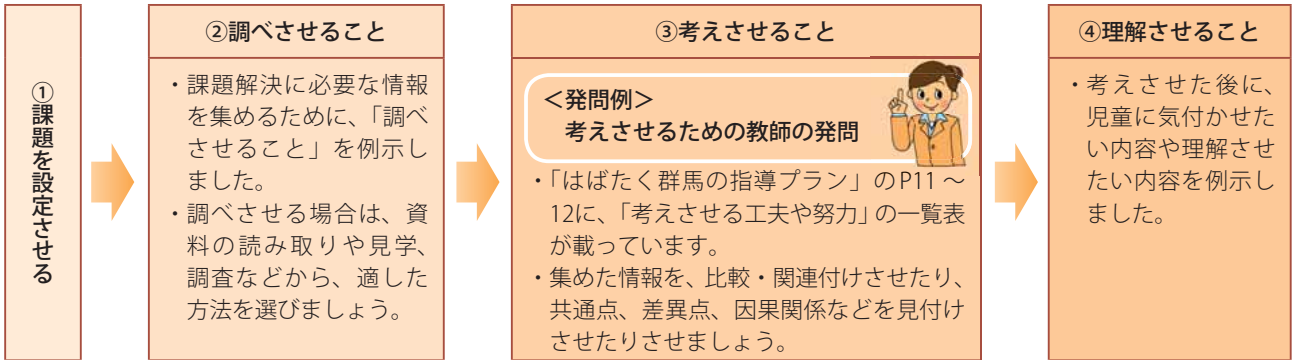 ①課題を設定させる
②調べさせること
・課題解決に必要な情報
を集めるために、「調べ
させること」を例示し
ました。
・調べさせる場合は、資
料の読み取りや見学、
調査などから、適した
方法を選びましょう。
③考えさせること
＜発問例＞
考えさせるための教師の発問
・「はばたく群馬の指導プラン」のP11～
12に、「考えさせる工夫や努力」の一覧表
が載っています。
・集めた情報を、比較・関連付けさせたり、
共通点、差異点、因果関係などを見付け
させたりさせましょう。
④理解させること
・考えさせた後に、
児童に気付かせた
い内容や理解させ
たい内容を例示し
ました。